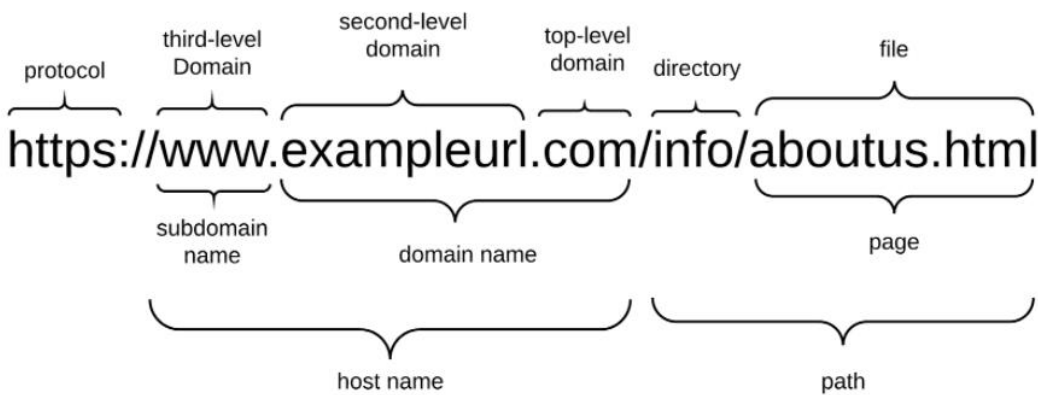 protocol
third-level
Domain
second-level
domain
top-level
domain
directory
file
https://www.exampleurl.com/info/aboutus.html
subdomain
name
domain name
page
host name
path